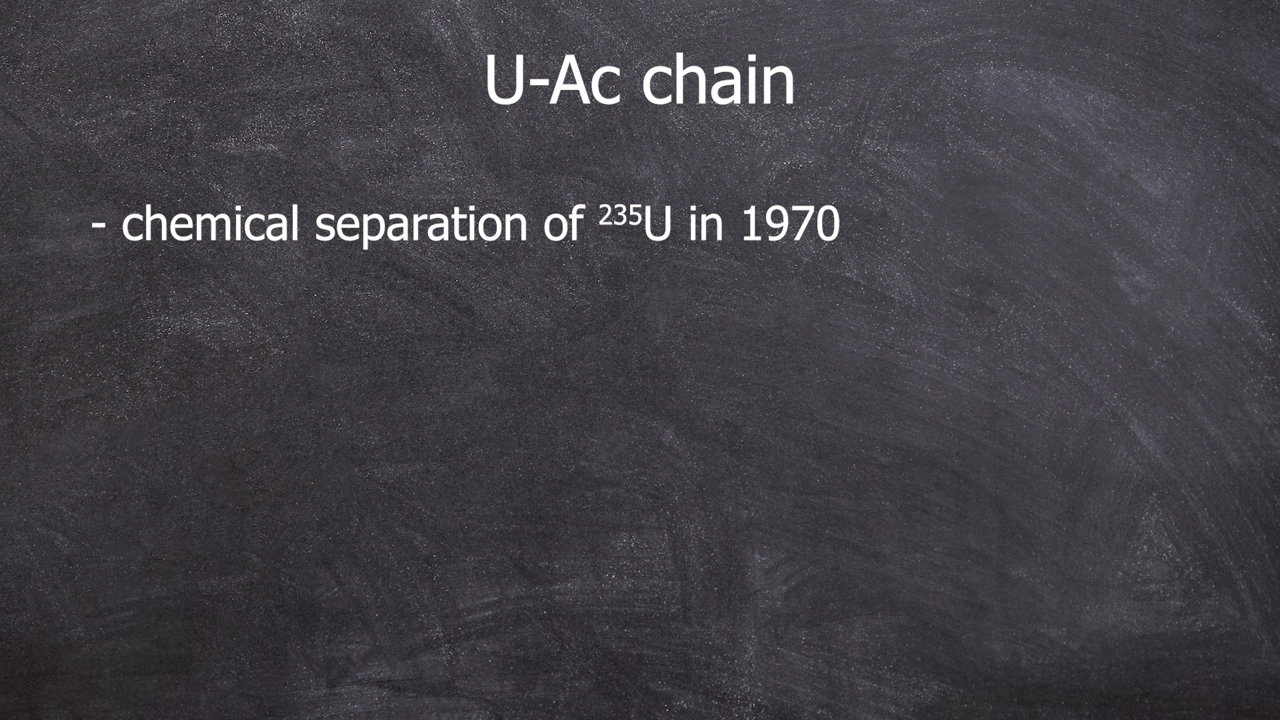 U-Ac chain
- chemical separation of ²³⁵U in 1970